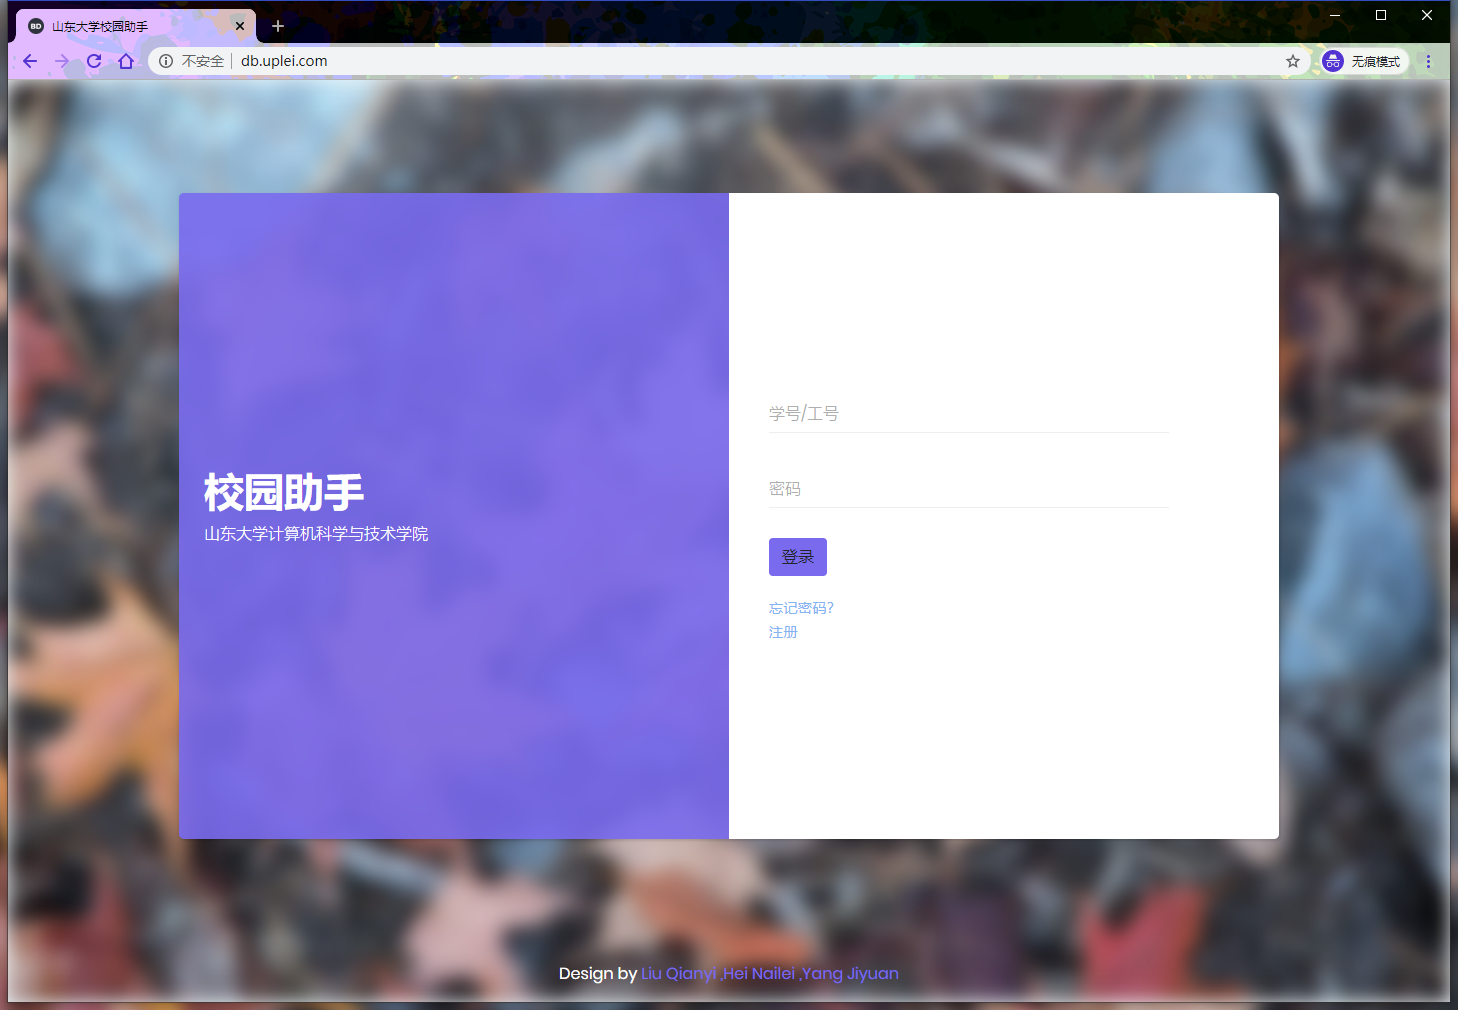 BD 山东大学校园助手
不安全 db.uplei.com 无痕模式
校园助手
山东大学计算机科学与技术学院
学号/工号
密码
登录
忘记密码?
注册
Design by Liu Qianyi ,Hei Nailei ,Yang Jiyuan